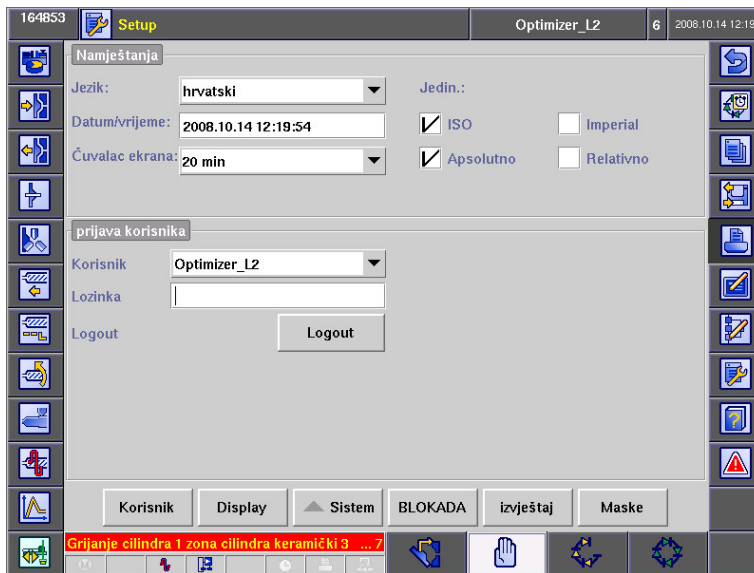 164853 Setup Optimizer_L2 6 2008.10.14 12:19
Namještanja
Jezik: hrvatski Jedin.:
Datum/vrijeme: 2008.10.14 12:19:54 ISO Imperial
Čuvalac ekrana: 20 min Apsolutno Relativno
prijava korisnika
Korisnik Optimizer_L2
Lozinka
Logout Logout
Korisnik Display Sistem BLOKADA izvještaj Maske
Grijanje cilindra 1 zona cilindra keramički 3 ... 7